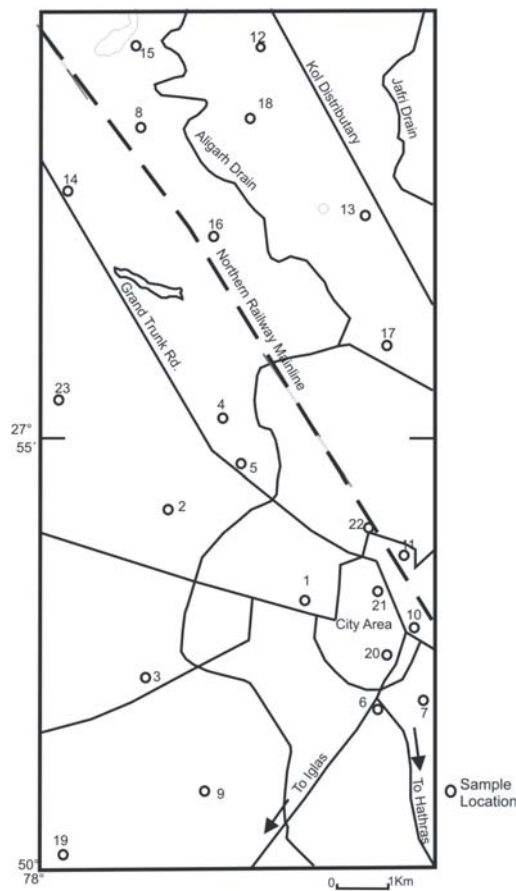 12
15
Kol Distributary
Jafri Drain
18
8
Aligarh Drain
14
13
16
Northern Railway Mainline
Grand Trunk Rd.
17
23
4
27°
55′
5
2
22
11
1
21
City Area
10
20
3
6
7
To Iglas
To Hathras
9
Sample
Location
19
50°
78°
0 1Km